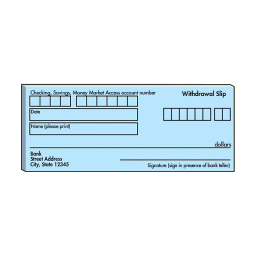 Checking, Savings, Money Market Access account number
Withdrawal Slip
Date
Name (please print)
dollars
Bank
Street Address
City, State 12345
Signature (sign in presence of bank teller)